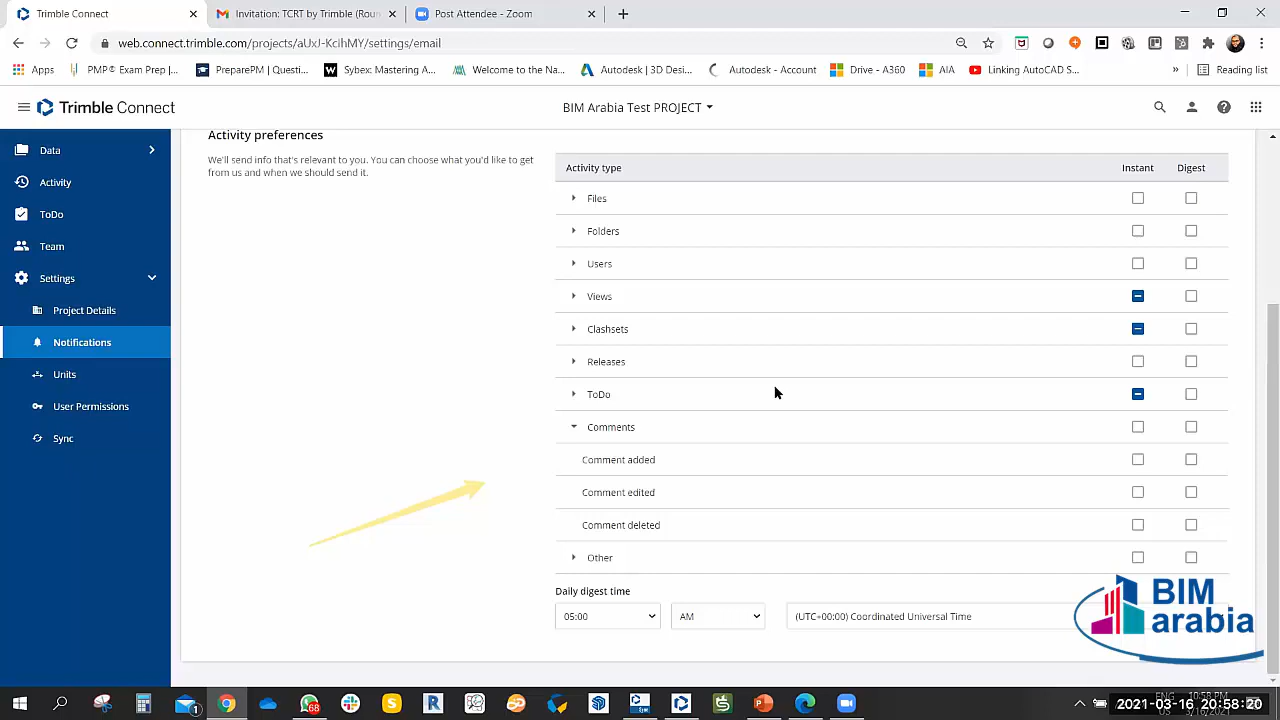 Trimble Connect
Invitation: TCRT by Trimble (Rou
Post Attendee - Zoom
web.connect.trimble.com/projects/aUxJ-KcihMY/settings/email
Apps
PMP® Exam Prep |...
PreparePM | Questi...
Sybex: Mastering A...
Welcome to the Na...
Autodesk | 3D Desi...
Autodesk - Account
Drive - A360
AIA
Linking AutoCAD S...
»
Reading list
Trimble Connect
BIM Arabia Test PROJECT
Data
Activity
ToDo
Team
Settings
Project Details
Notifications
Units
User Permissions
Sync
Activity preferences
We'll send info that's relevant to you. You can choose what you'd like to get
from us and when we should send it.
Activity type Instant Digest
Files
Folders
Users
Views
Clashsets
Releases
ToDo
Comments
Comment added
Comment edited
Comment deleted
Other
Daily digest time
05:00 AM (UTC+00:00) Coordinated Universal Time
BIM
arabia
68
1
ENG 10:58 PM
2021-03-16 20:58:20